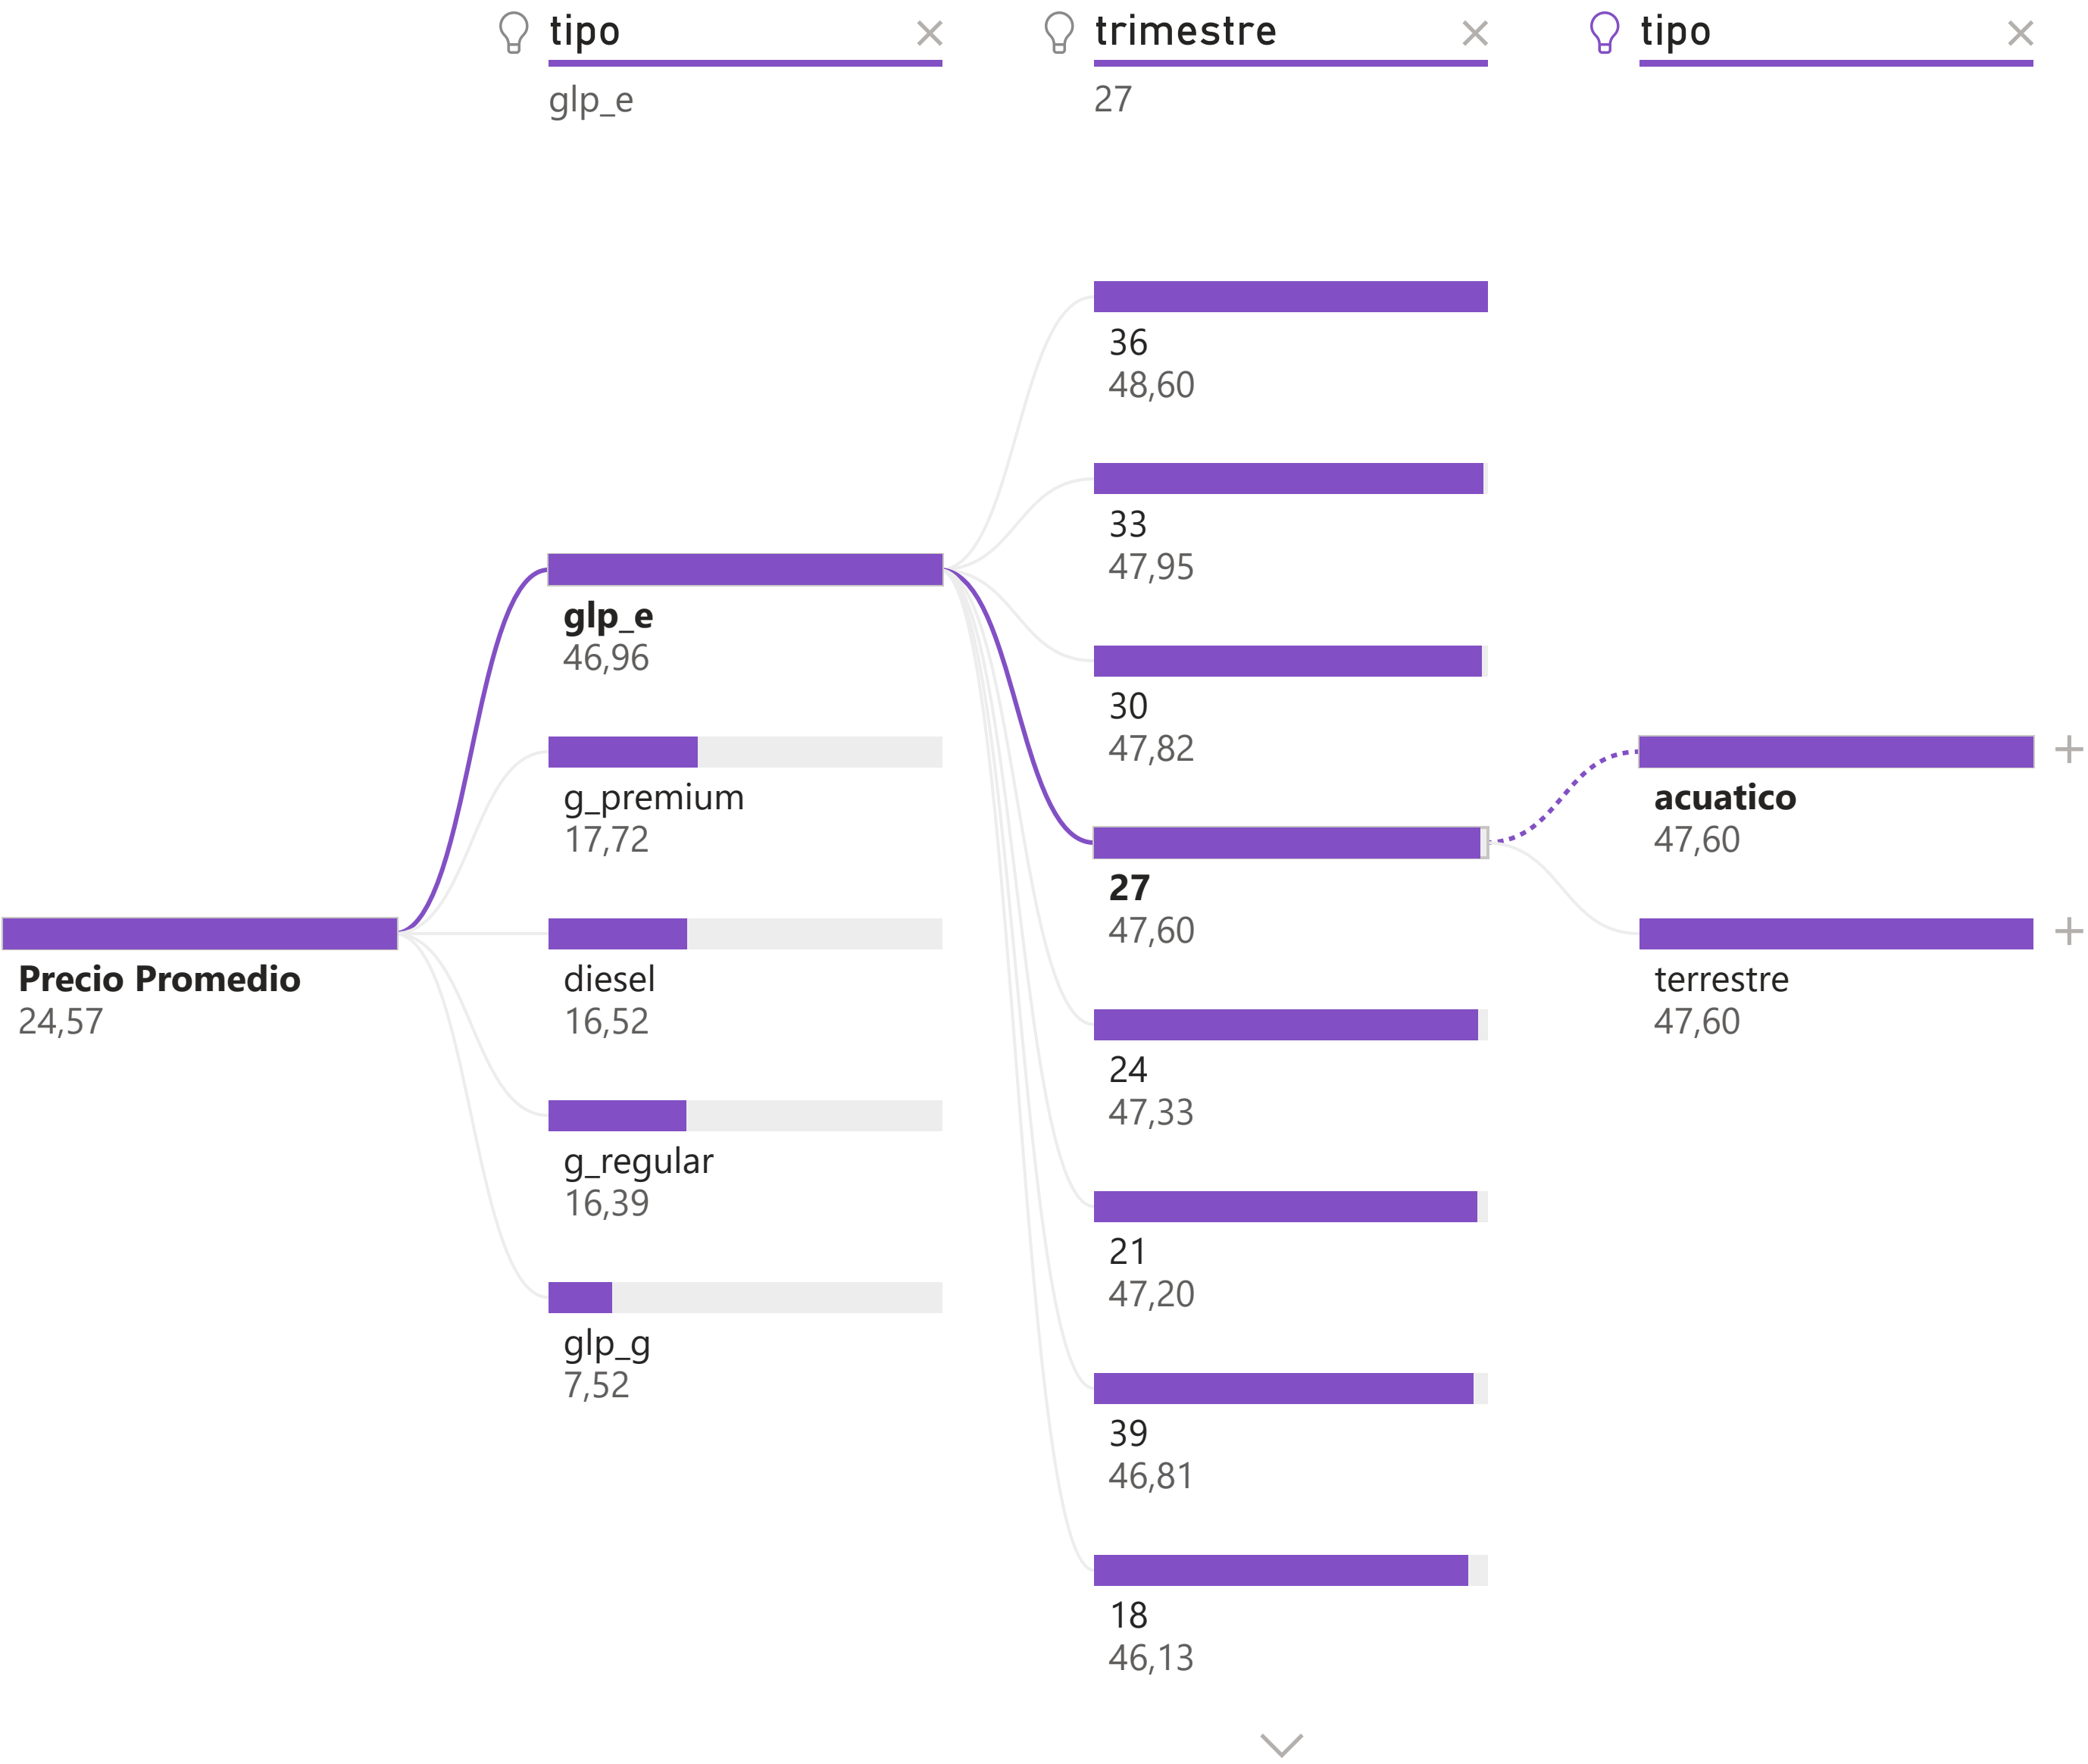 tipo
glp_e
trimestre
27
tipo
Precio Promedio
24,57
glp_e
46,96
g_premium
17,72
diesel
16,52
g_regular
16,39
glp_g
7,52
36
48,60
33
47,95
30
47,82
27
47,60
24
47,33
21
47,20
39
46,81
18
46,13
acuatico
47,60
terrestre
47,60